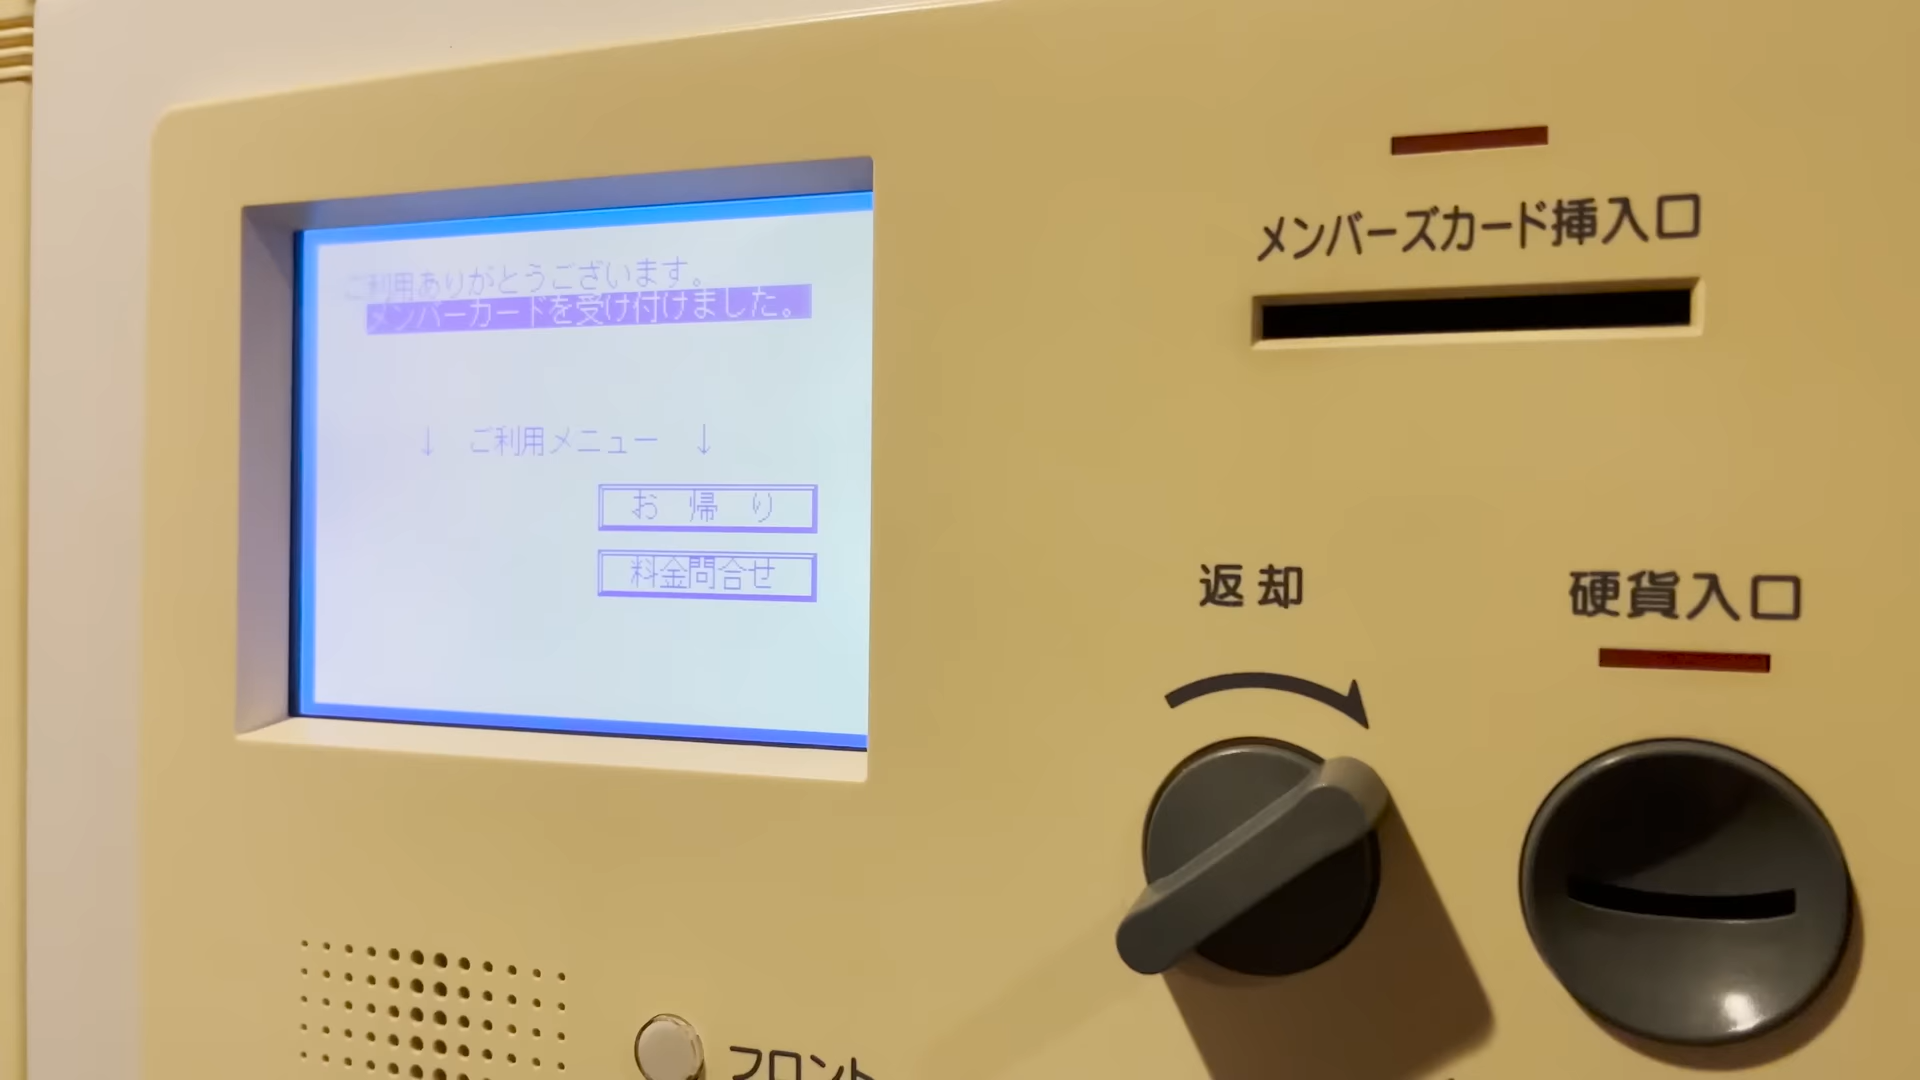 ご利用ありがとうございます。
メンバーカードを受け付けました。
↓ ご利用メニュー ↓
お帰り
料金問合せ
メンバーズカード挿入口
返却
硬貨入口
フロント